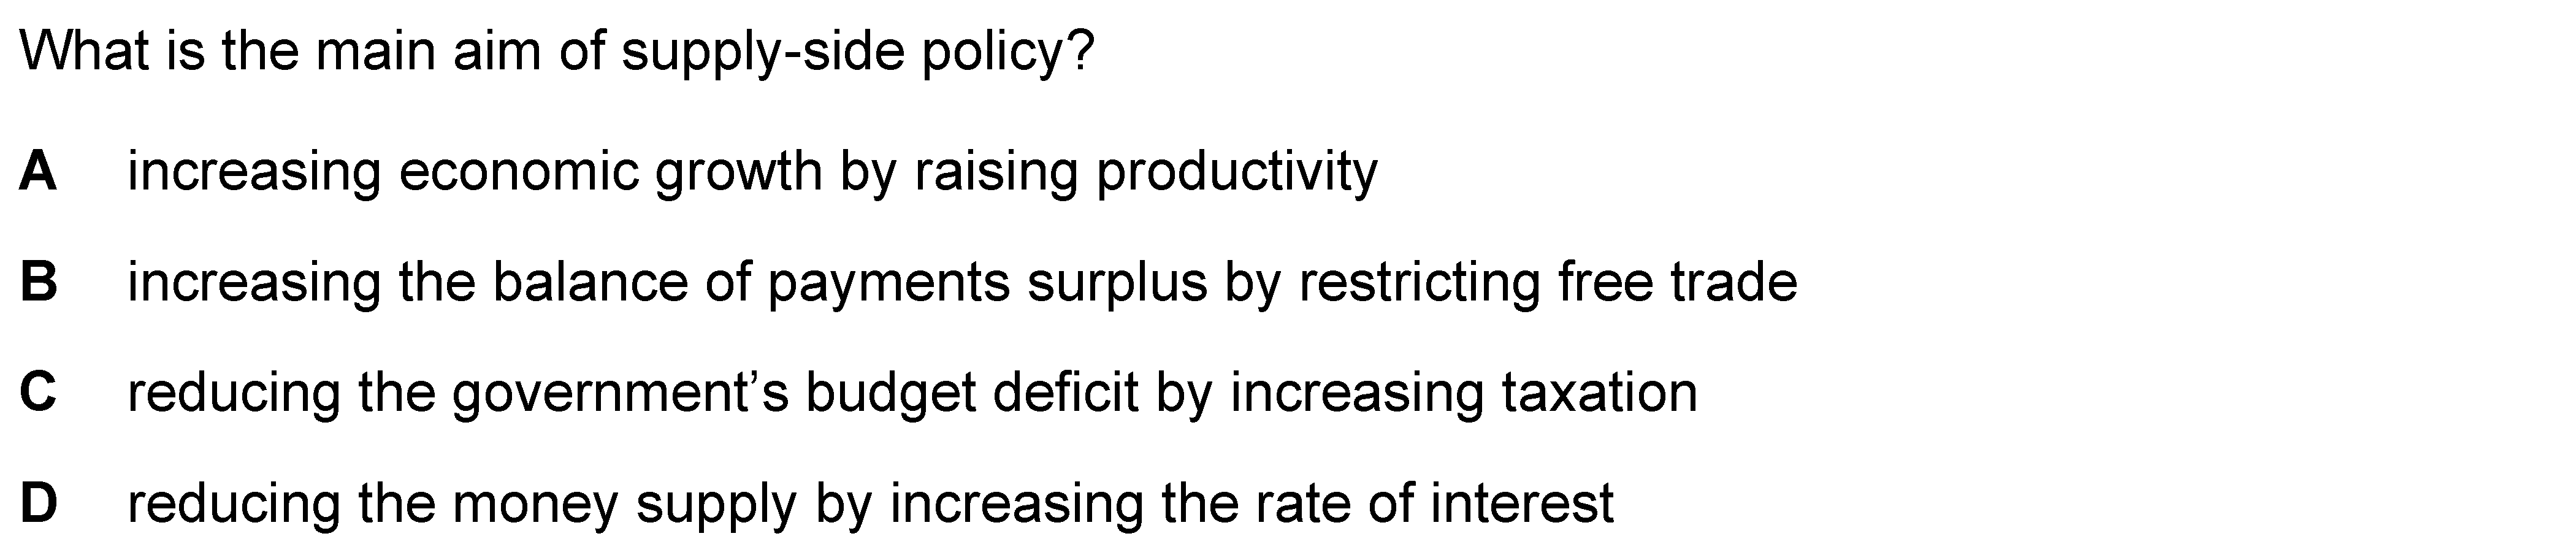 What is the main aim of supply-side policy?
A increasing economic growth by raising productivity
B increasing the balance of payments surplus by restricting free trade
C reducing the government’s budget deficit by increasing taxation
D reducing the money supply by increasing the rate of interest